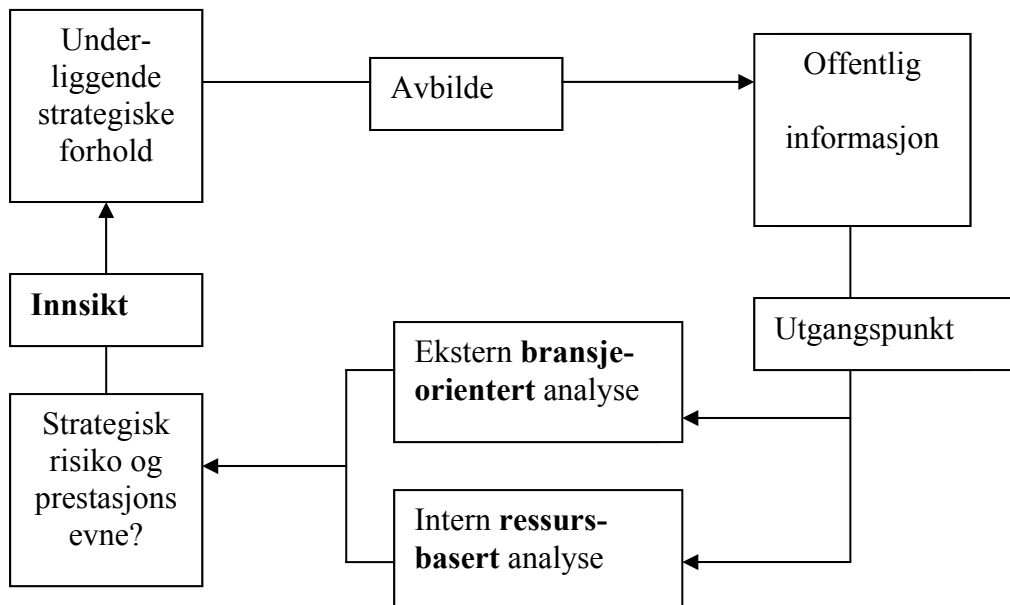 Under-
liggende
strategiske
forhold
Avbilde
Offentlig
informasjon
Innsikt
Utgangspunkt
Ekstern bransje-
orientert analyse
Strategisk
risiko og
prestasjons
evne?
Intern ressurs-
basert analyse